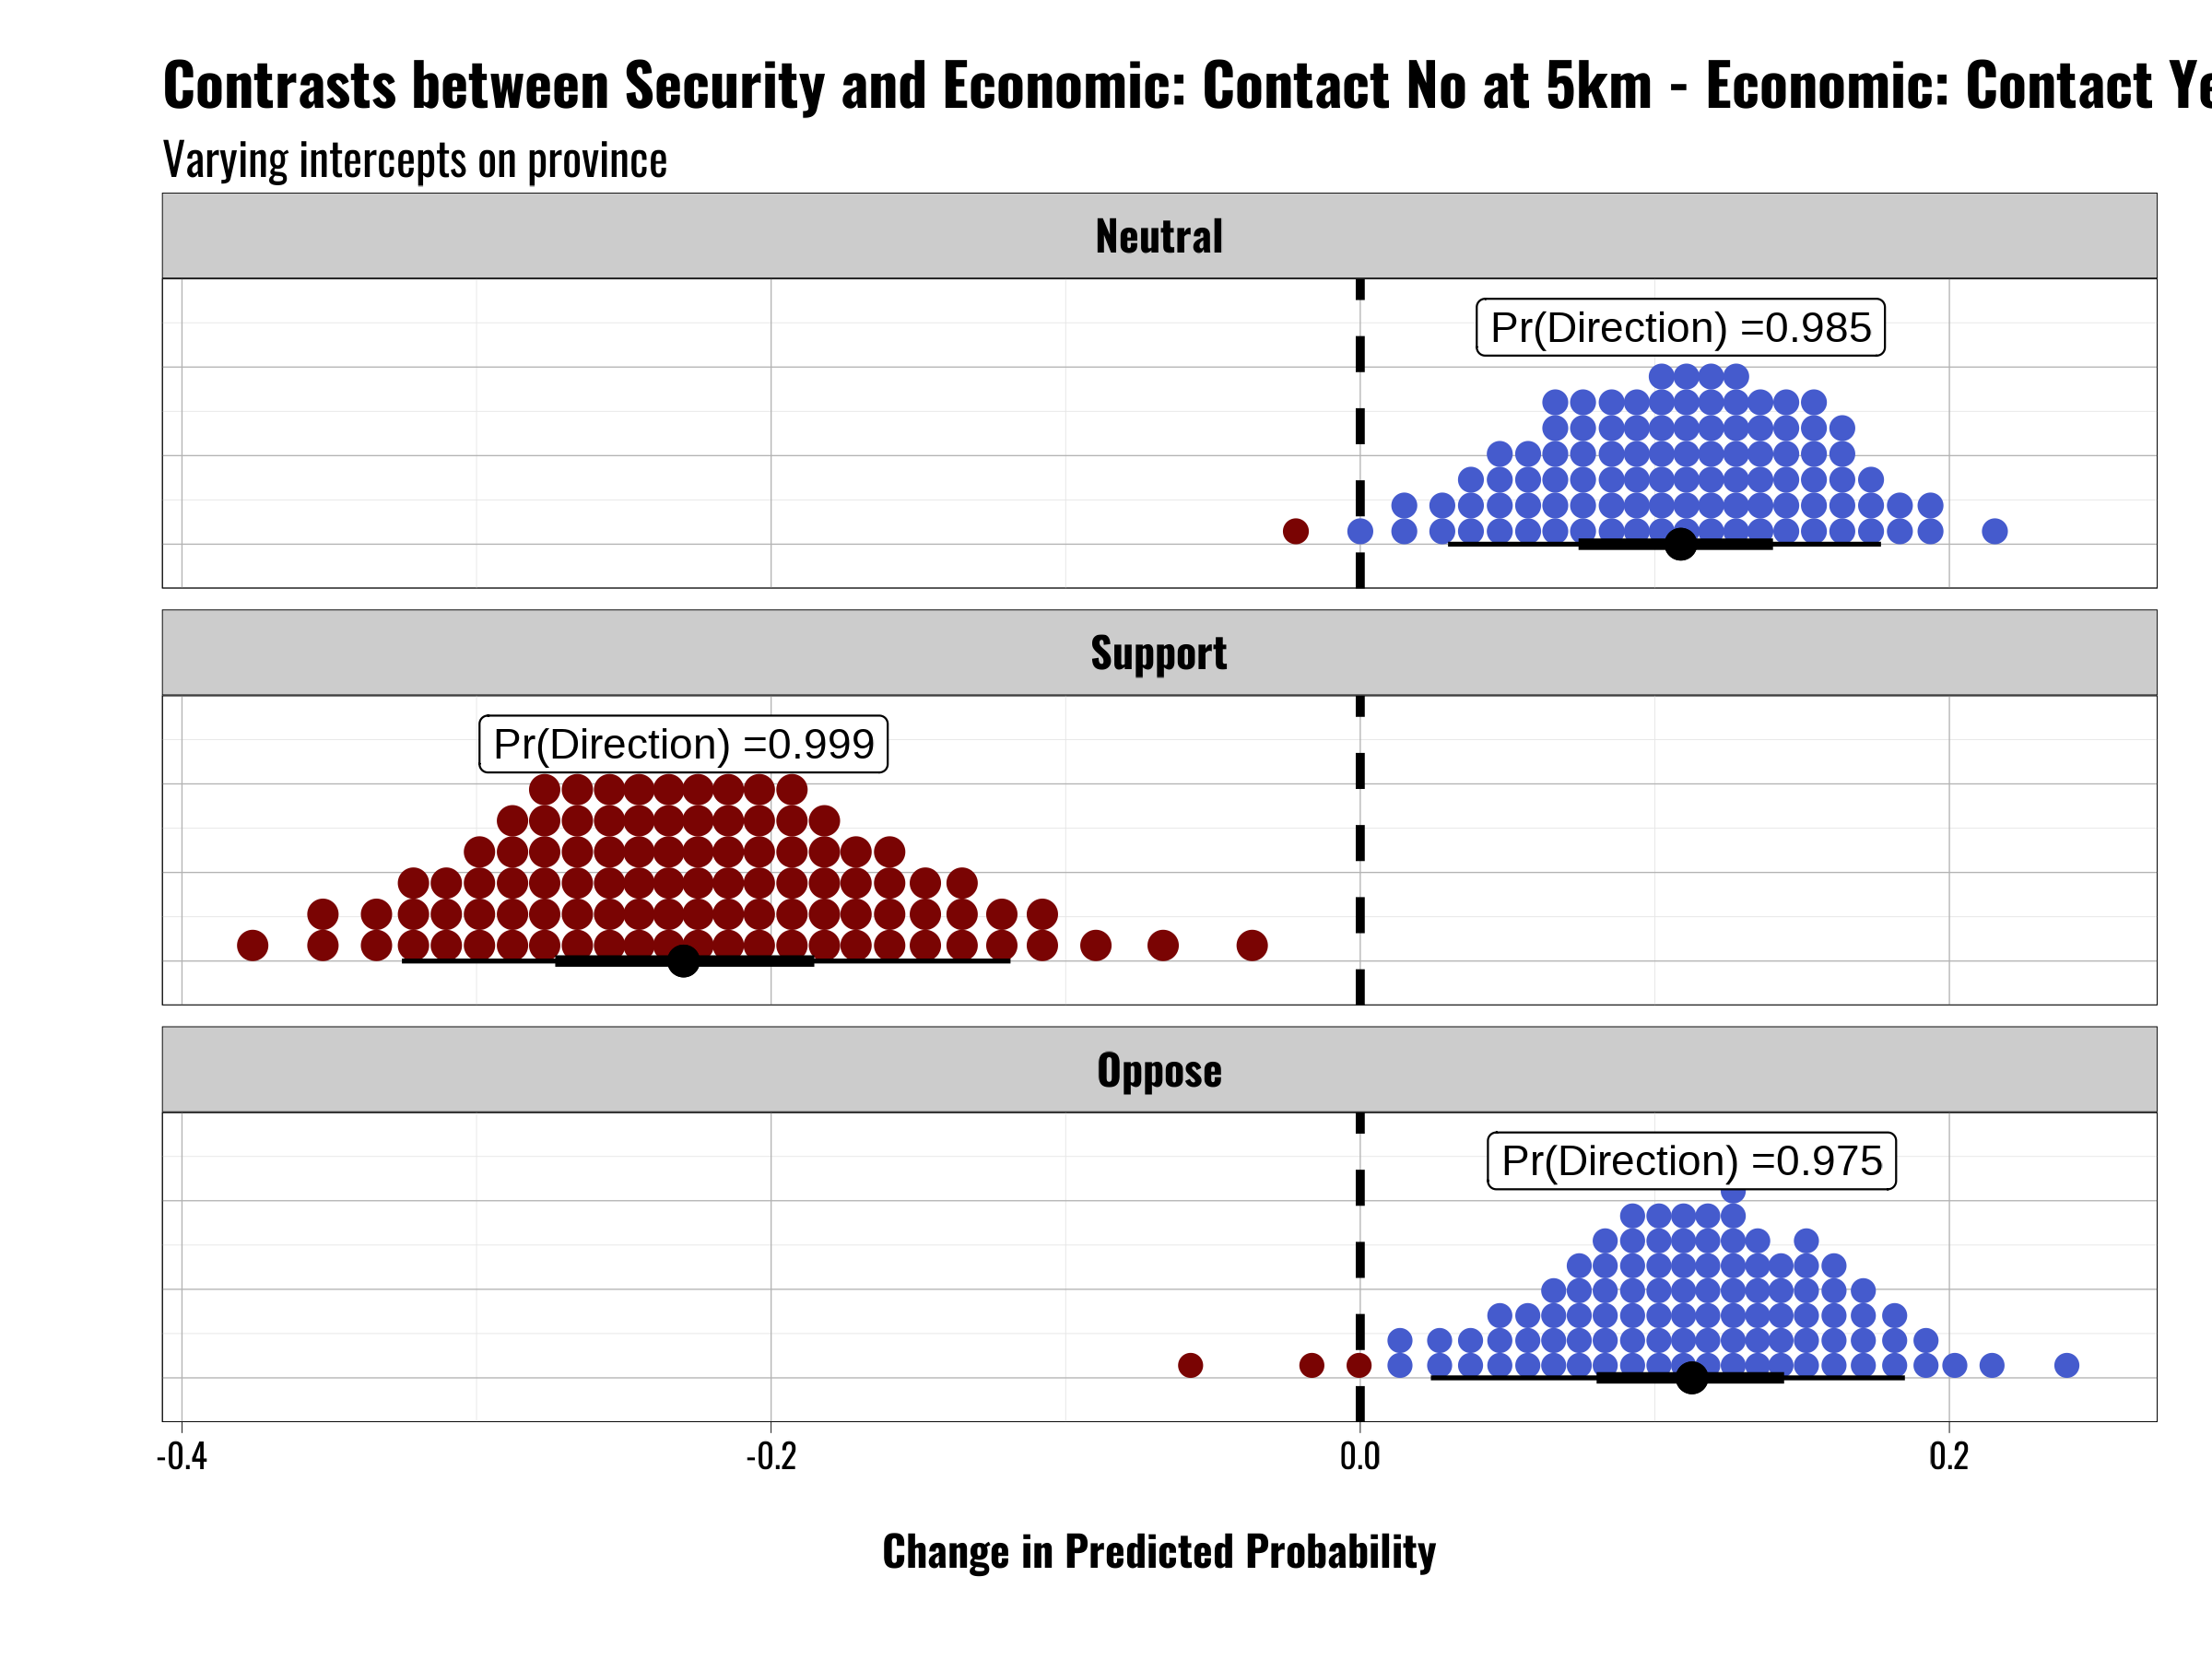 Contrasts between Security and Economic: Contact No at 5km - Economic: Contact Ye
Varying intercepts on province
Neutral
Pr(Direction) =0.985
Support
Pr(Direction) =0.999
Oppose
Pr(Direction) =0.975
-0.4 -0.2 0.0 0.2
Change in Predicted Probability